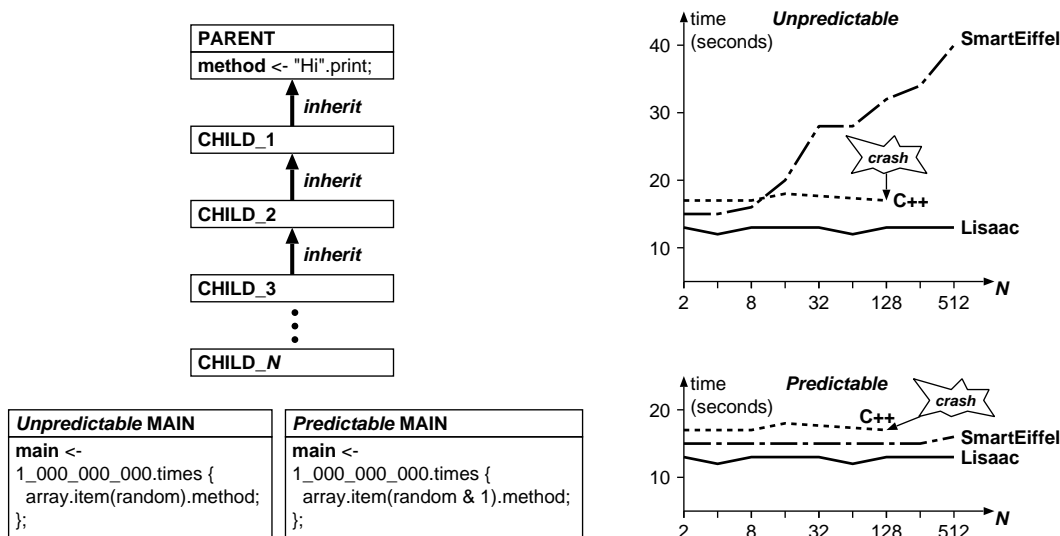 PARENT
method <- "Hi".print;
inherit
CHILD_1
inherit
CHILD_2
inherit
CHILD_3
CHILD_N
Unpredictable MAIN
main <-
1_000_000_000.times {
array.item(random).method;
};
Predictable MAIN
main <-
1_000_000_000.times {
array.item(random & 1).method;
};
time
(seconds)
Unpredictable
SmartEiffel
40
30
crash
20
C++
Lisaac
10
N
2 8 32 128 512
time
(seconds)
Predictable
crash
20
C++
SmartEiffel
Lisaac
10
N
2 8 32 128 512